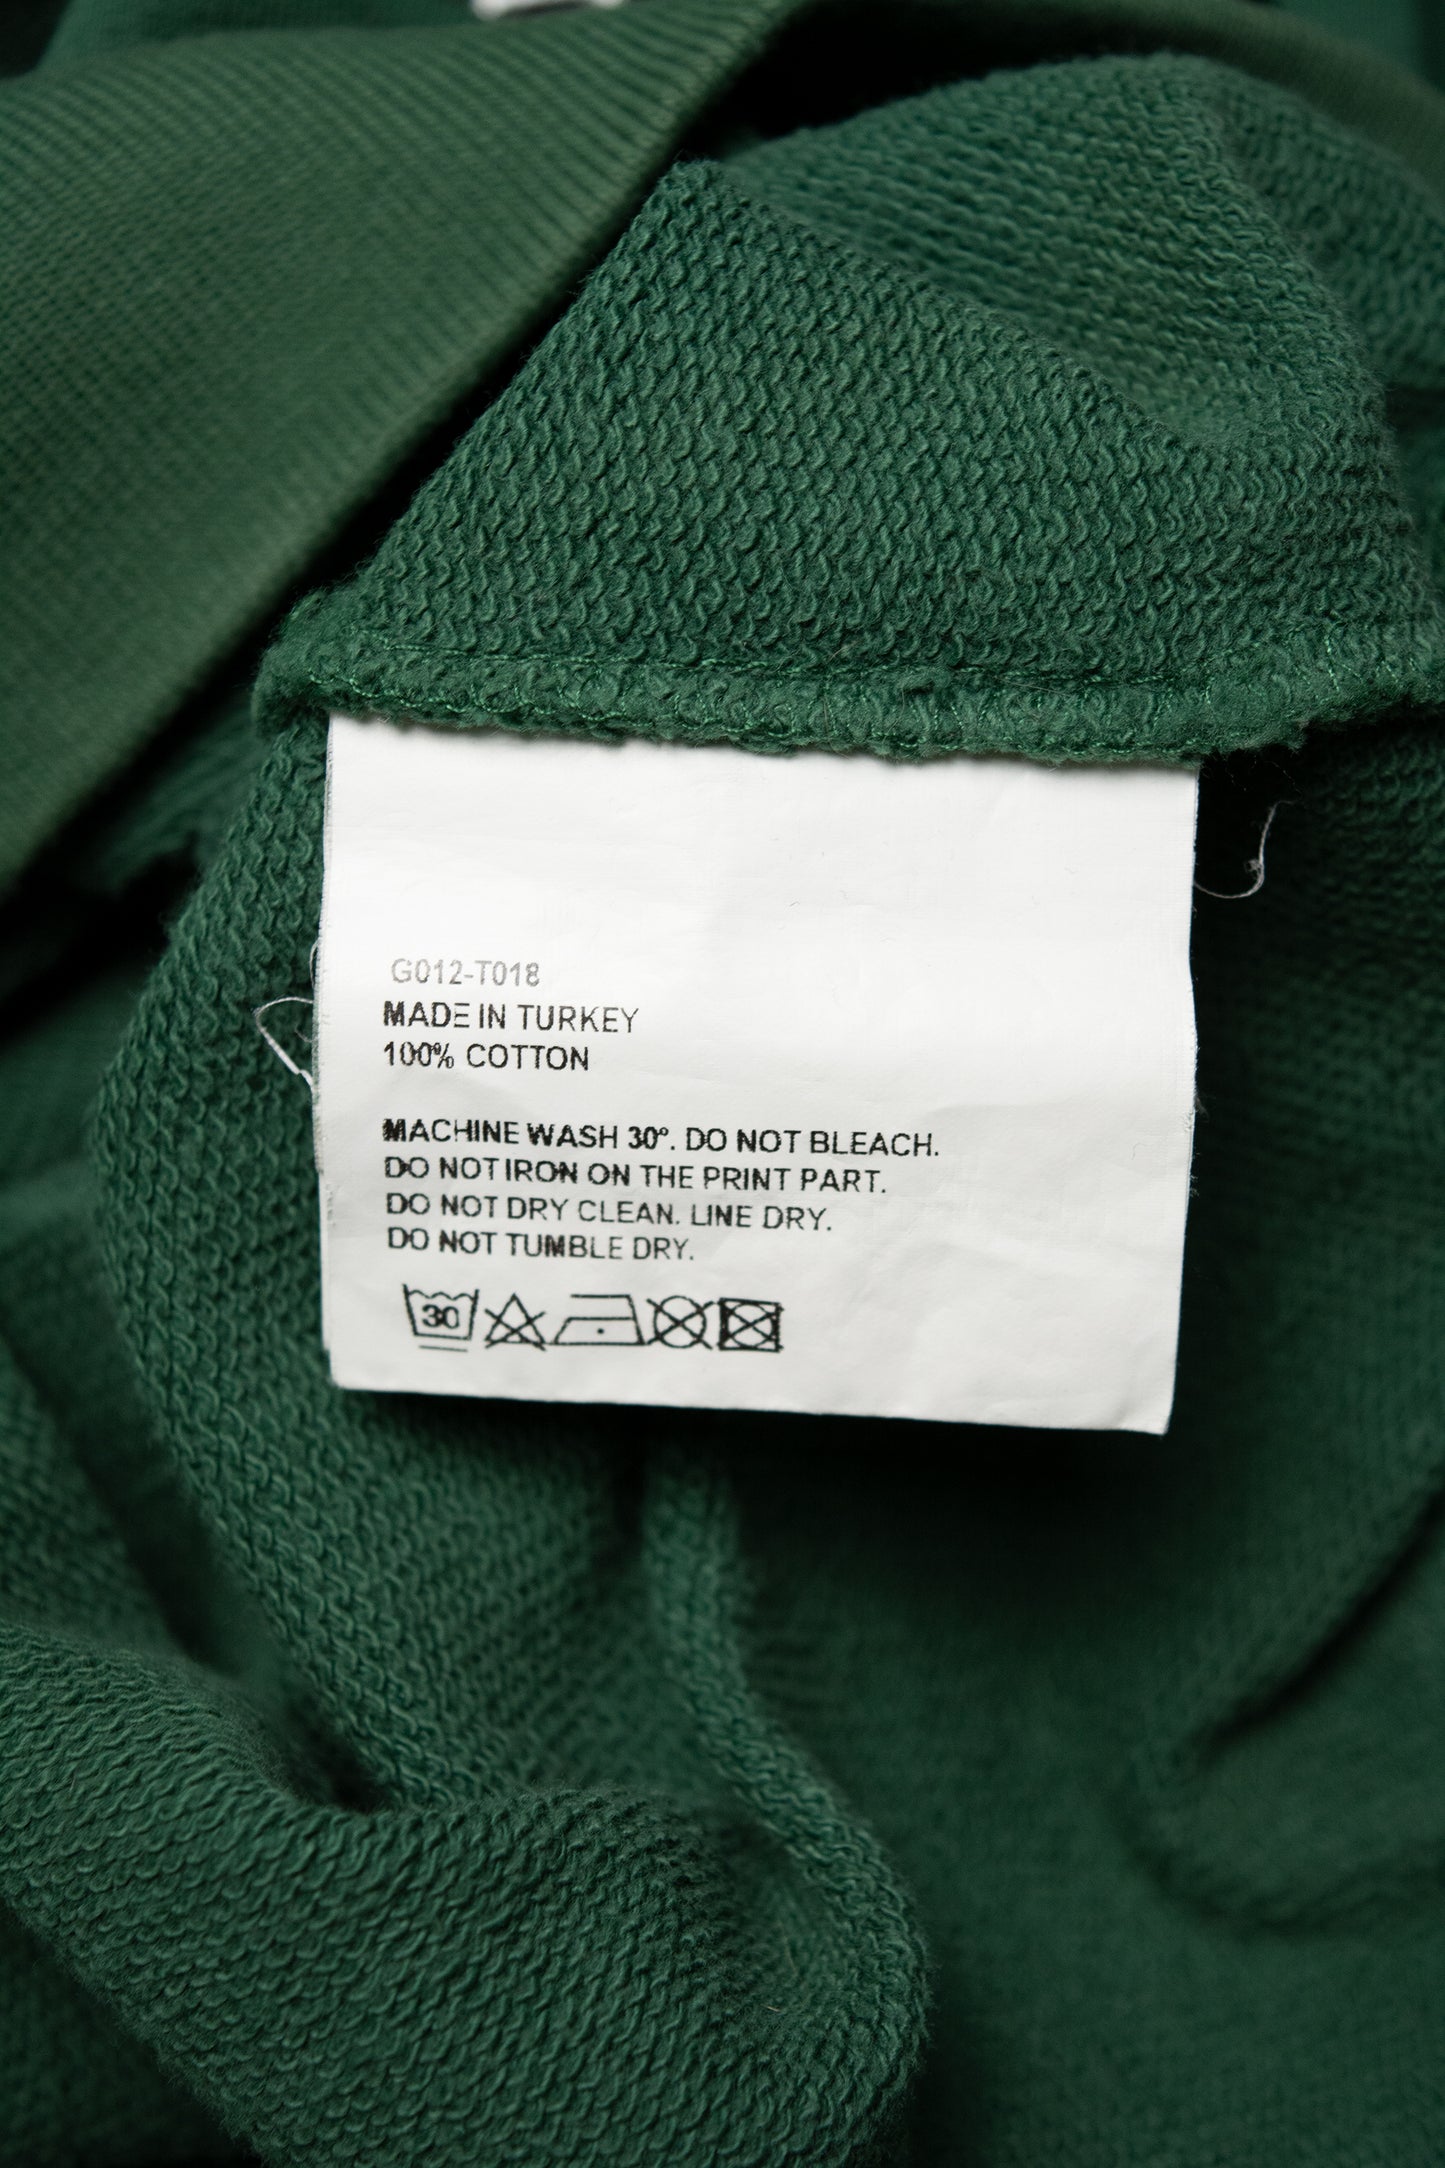 G012-T018
MADE IN TURKEY
100% COTTON
MACHINE WASH 30°. DO NOT BLEACH.
DO NOT IRON ON THE PRINT PART.
DO NOT DRY CLEAN. LINE DRY.
DO NOT TUMBLE DRY.
30